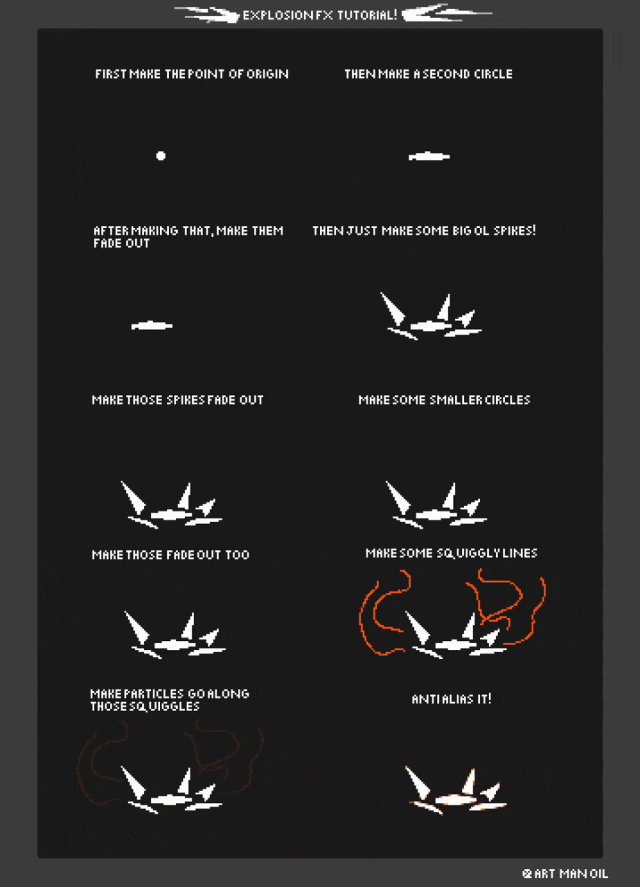 EXPLOSION FX TUTORIAL!
FIRST MAKE THE POINT OF ORIGIN
THEN MAKE A SECOND CIRCLE
AFTER MAKING THAT, MAKE THEM
FADE OUT
THEN JUST MAKE SOME BIG OL SPIKES!
MAKE THOSE SPIKES FADE OUT
MAKE SOME SMALLER CIRCLES
MAKE THOSE FADE OUT TOO
MAKE SOME SQUIGGLY LINES
MAKE PARTICLES GO ALONG
THOSE SQUIGGLES
ANTI ALIAS IT!
@ ART MAN OIL